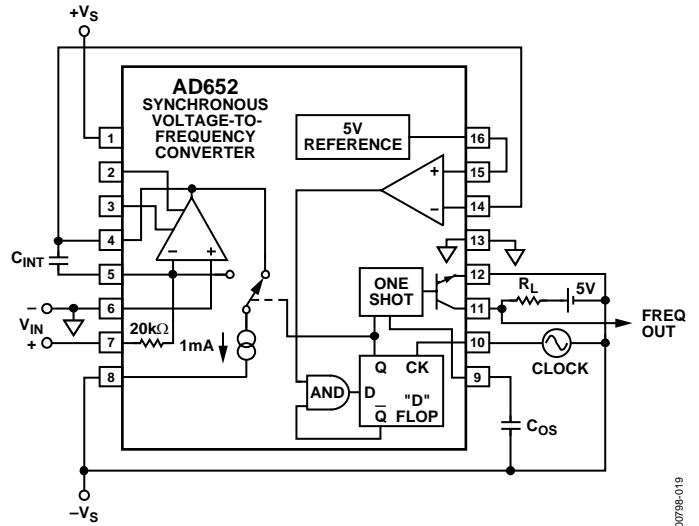 +VS
AD652
SYNCHRONOUS
VOLTAGE-TO-
FREQUENCY
CONVERTER
5V
REFERENCE
1
2
3
4
5
6
7
8
16
15
14
13
12
11
10
9
+
−
CINT
−
+
−
VIN
+
20kΩ
1mA
ONE
SHOT
Q
CK
AND
D
"D"
FLOP
Q
RL
5V
FREQ
OUT
CLOCK
COS
−VS
00798-019